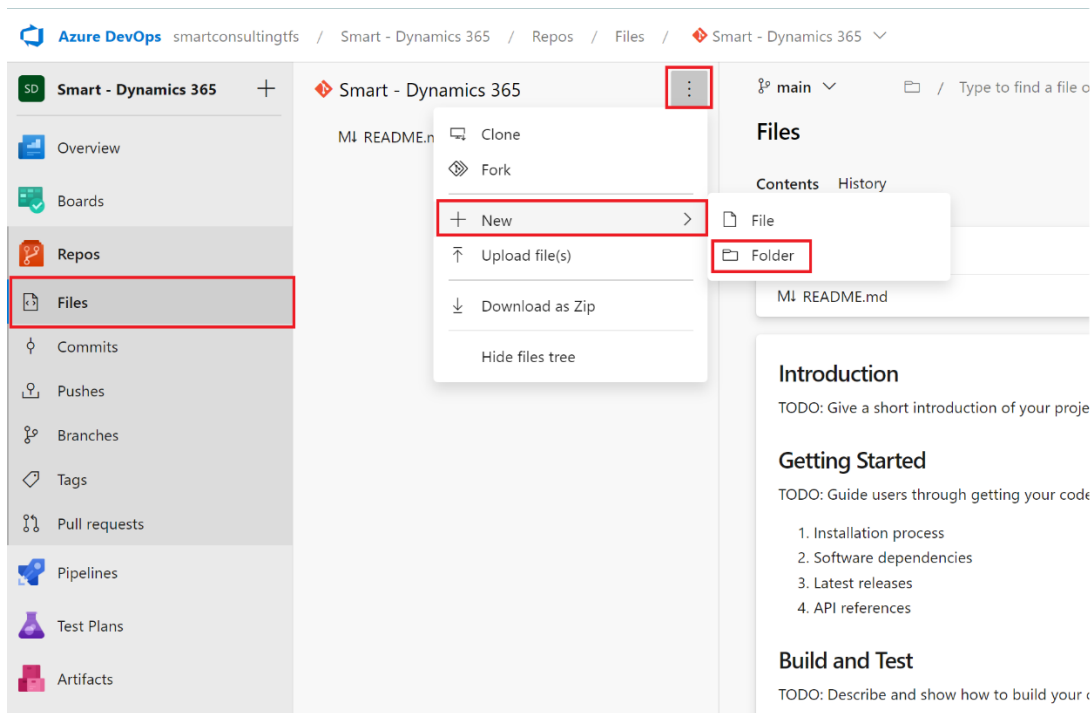 Azure DevOps smartconsultingtfs / Smart - Dynamics 365 / Repos / Files / Smart - Dynamics 365
SD Smart - Dynamics 365
Overview
Boards
Repos
Files
Commits
Pushes
Branches
Tags
Pull requests
Pipelines
Test Plans
Artifacts
Smart - Dynamics 365
M↓ README.m
Clone
Fork
New
Upload file(s)
Download as Zip
Hide files tree
File
Folder
main / Type to find a file o
Files
Contents History
M↓ README.md
Introduction
TODO: Give a short introduction of your proje
Getting Started
TODO: Guide users through getting your code
1. Installation process
2. Software dependencies
3. Latest releases
4. API references
Build and Test
TODO: Describe and show how to build your